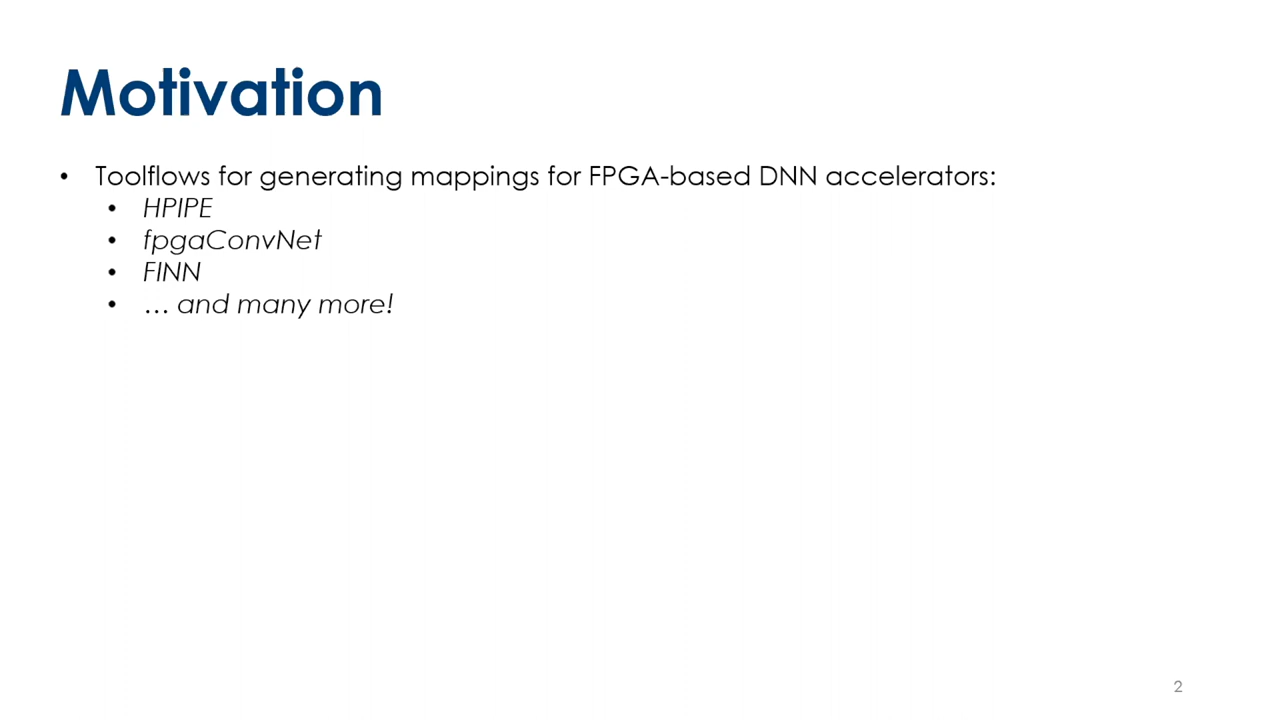 Motivation
• Toolflows for generating mappings for FPGA-based DNN accelerators:
• HPIPE
• fpgaConvNet
• FINN
• … and many more!
2